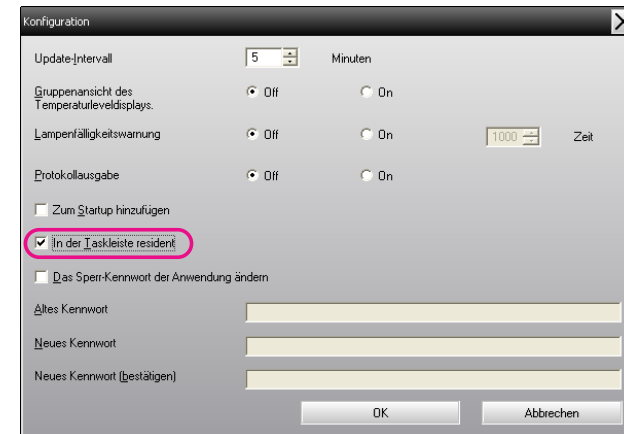 Konfiguration
Update-Intervall 5 Minuten
Gruppenansicht des Temperaturleveldisplays. Off On
Lampenfälligkeitswarnung Off On 1000 Zeit
Protokollausgabe Off On
Zum Startup hinzufügen
In der Taskleiste resident
Das Sperr-Kennwort der Anwendung ändern
Altes Kennwort
Neues Kennwort
Neues Kennwort (bestätigen)
OK Abbrechen